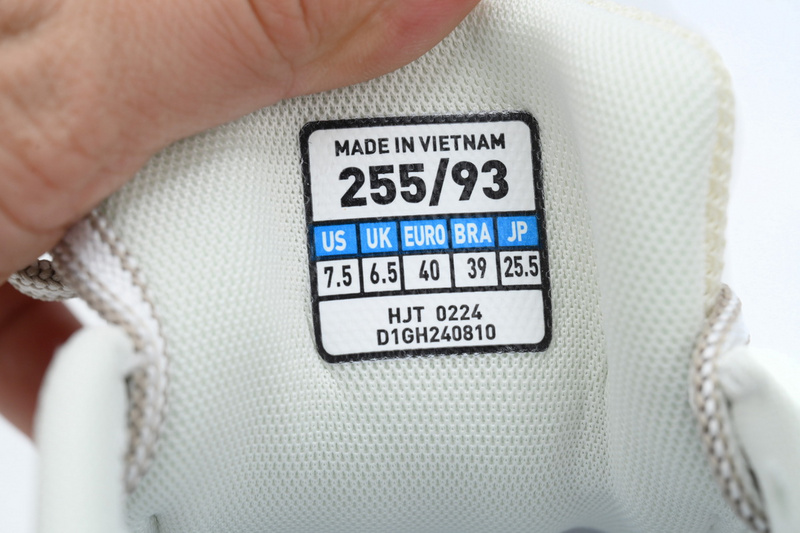 MADE IN VIETNAM
255/93
US UK EURO BRA JP
7.5 6.5 40 39 25.5
HJT 0224
D1GH240810